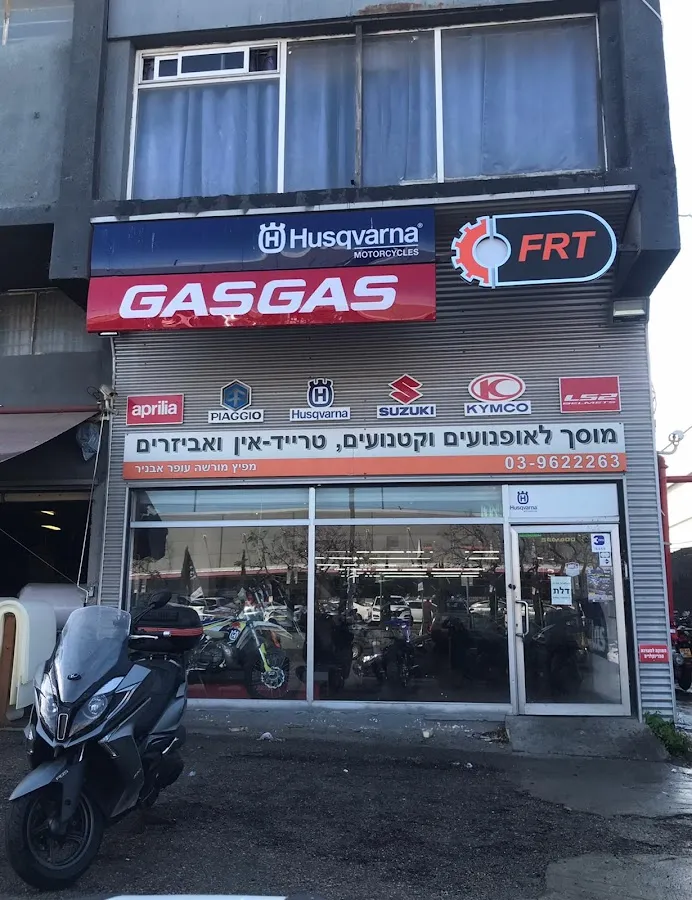 Husqvarna
MOTORCYCLES
FRT
GASGAS
aprilia
PIAGGIO
Husqvarna
SUZUKI
KYMCO
LS2
HELMETS
מוסך לאופנועים וקטנועים, טרייד-אין ואביזרים
מפיץ מורשה עופר אבניר
03-9622263
Husqvarna
דלת